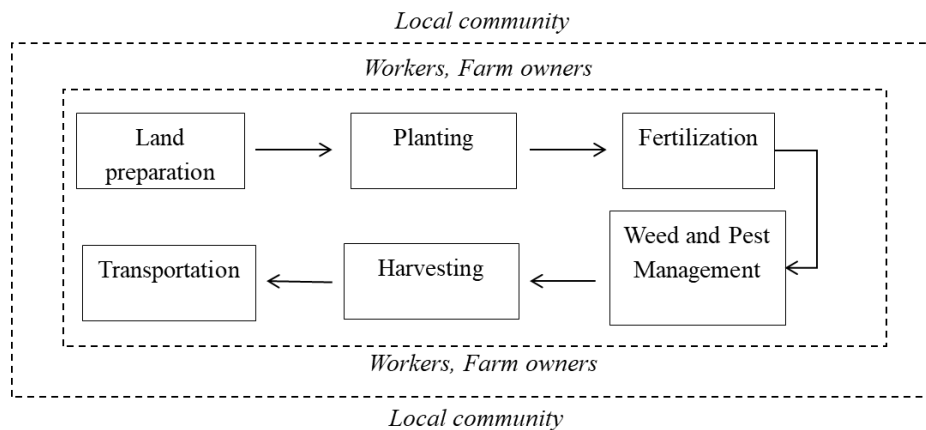 Local community
Workers, Farm owners
Land
preparation
Planting
Fertilization
Weed and Pest
Management
Harvesting
Transportation
Workers, Farm owners
Local community